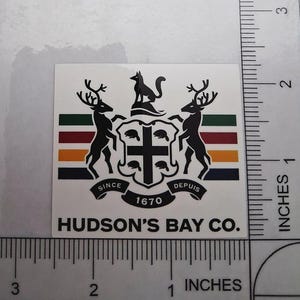 3
2
SINCE DEPUIS
1670
HUDSON'S BAY CO.
1
INCHES
3 2 1 INCHES